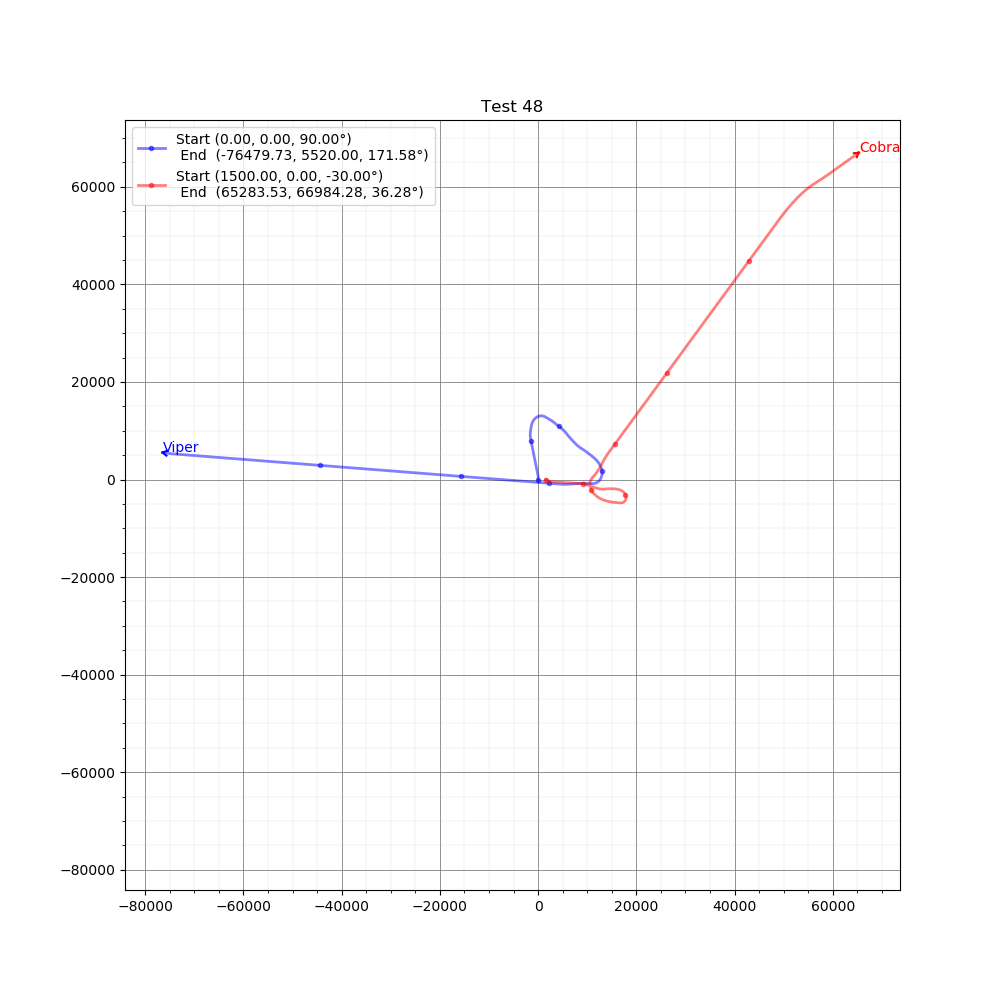 Test 48
Start (0.00, 0.00, 90.00°)
End (-76479.73, 5520.00, 171.58°)
Start (1500.00, 0.00, -30.00°)
End (65283.53, 66984.28, 36.28°)
Cobra
Viper
60000
40000
20000
0
−20000
−40000
−60000
−80000
−80000 −60000 −40000 −20000 0 20000 40000 60000